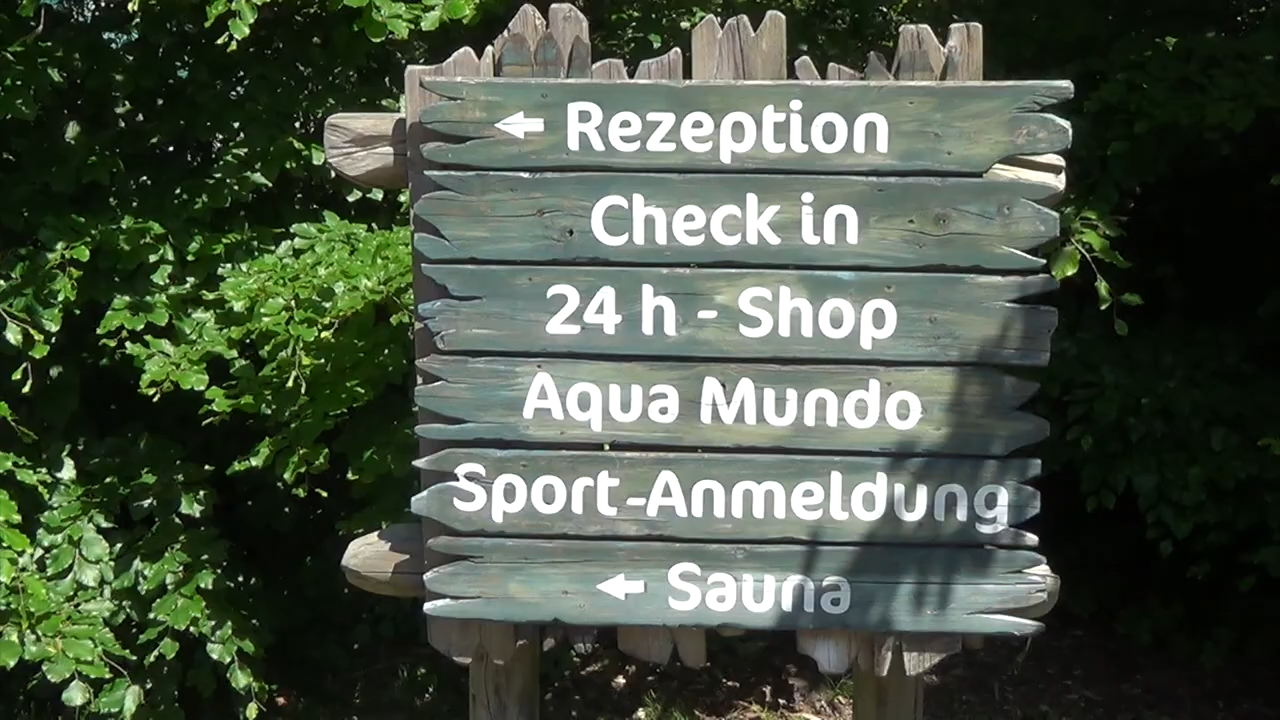 ← Rezeption
Check in
24 h - Shop
Aqua Mundo
Sport-Anmeldung
← Sauna